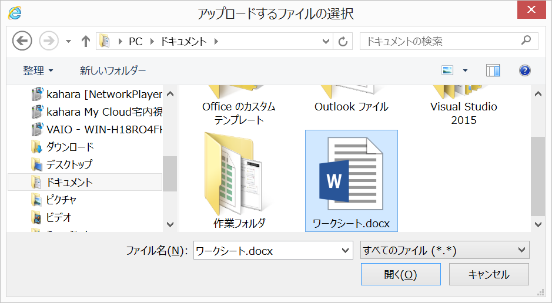 アップロードするファイルの選択
PC ドキュメント
ドキュメントの検索
整理 新しいフォルダー
kahara [NetworkPlayer
kahara My Cloud宅内視
VAIO - WIN-H18RO4FH
ダウンロード
デスクトップ
ドキュメント
ピクチャ
ビデオ
Office のカスタム
テンプレート
Outlook ファイル
Visual Studio
2015
作業フォルダ
W
ワークシート.docx
ファイル名(N): ワークシート.docx
すべてのファイル (*.*)
開く(O)
キャンセル